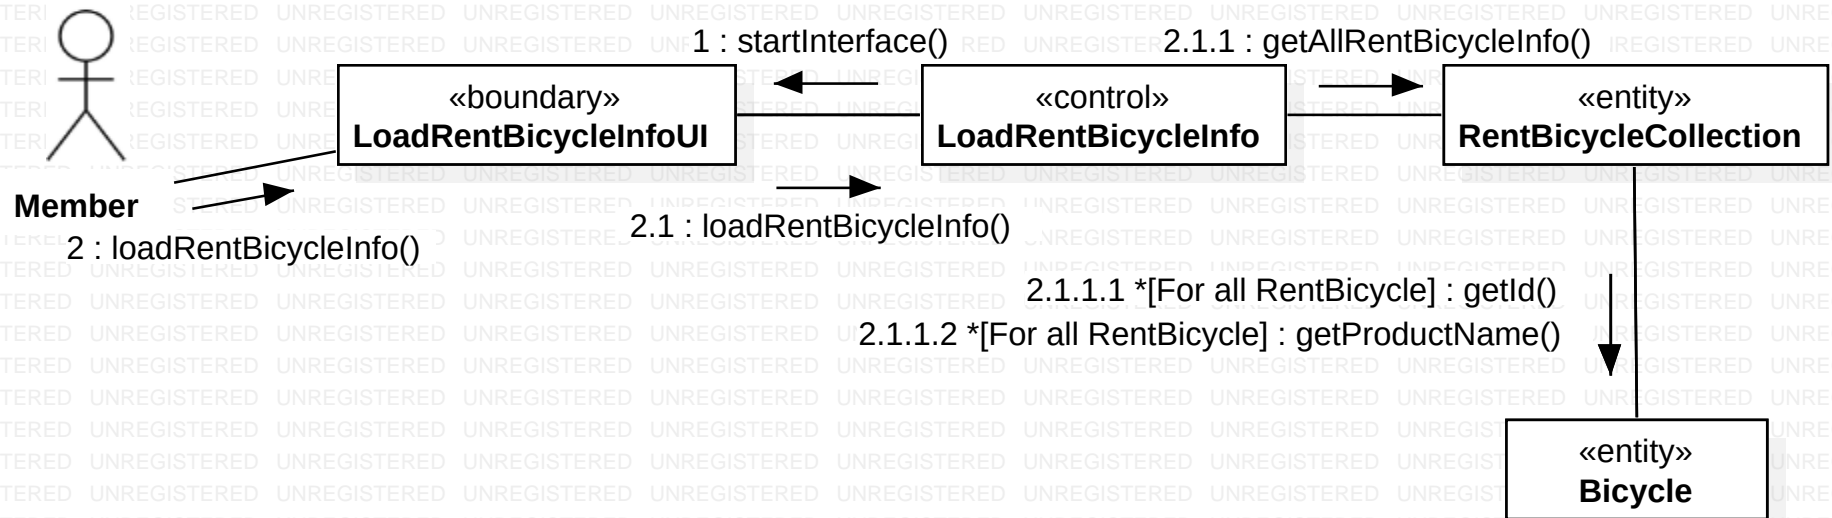 1 : startInterface()
2.1.1 : getAllRentBicycleInfo()
«boundary»
LoadRentBicycleInfoUI
«control»
LoadRentBicycleInfo
«entity»
RentBicycleCollection
Member
2 : loadRentBicycleInfo()
2.1 : loadRentBicycleInfo()
2.1.1.1 *[For all RentBicycle] : getId()
2.1.1.2 *[For all RentBicycle] : getProductName()
«entity»
Bicycle
UNREGISTERED